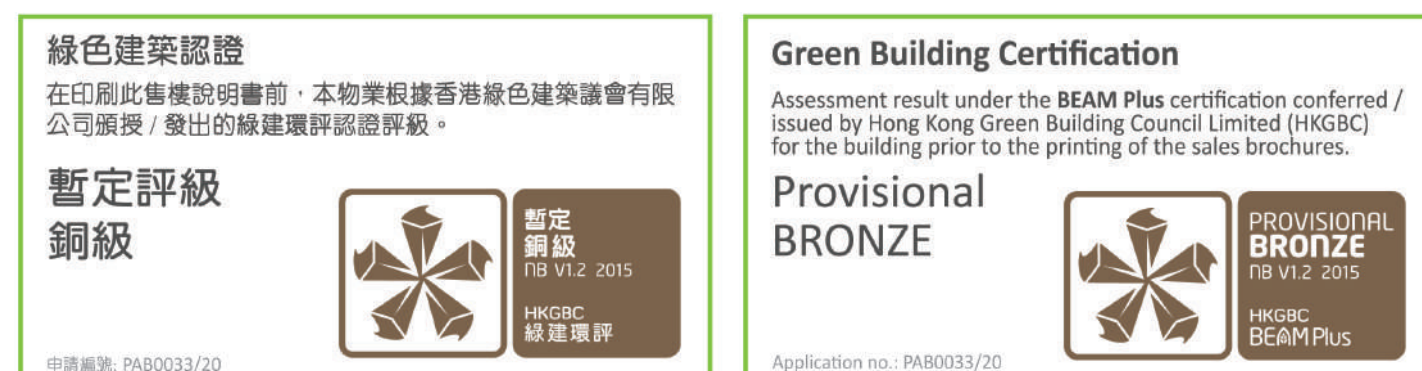 綠色建築認證
在印刷此售樓說明書前，本物業根據香港綠色建築議會有限
公司頒授 / 發出的綠建環評認證評級。
暫定評級
銅級
暫定
銅級
NB V1.2 2015
HKGBC
綠建環評
申請編號: PAB0033/20
Green Building Certification
Assessment result under the BEAM Plus certification conferred /
issued by Hong Kong Green Building Council Limited (HKGBC)
for the building prior to the printing of the sales brochures.
Provisional
BRONZE
PROVISIONAL
BRONZE
NB V1.2 2015
HKGBC
BEAM Plus
Application no.: PAB0033/20